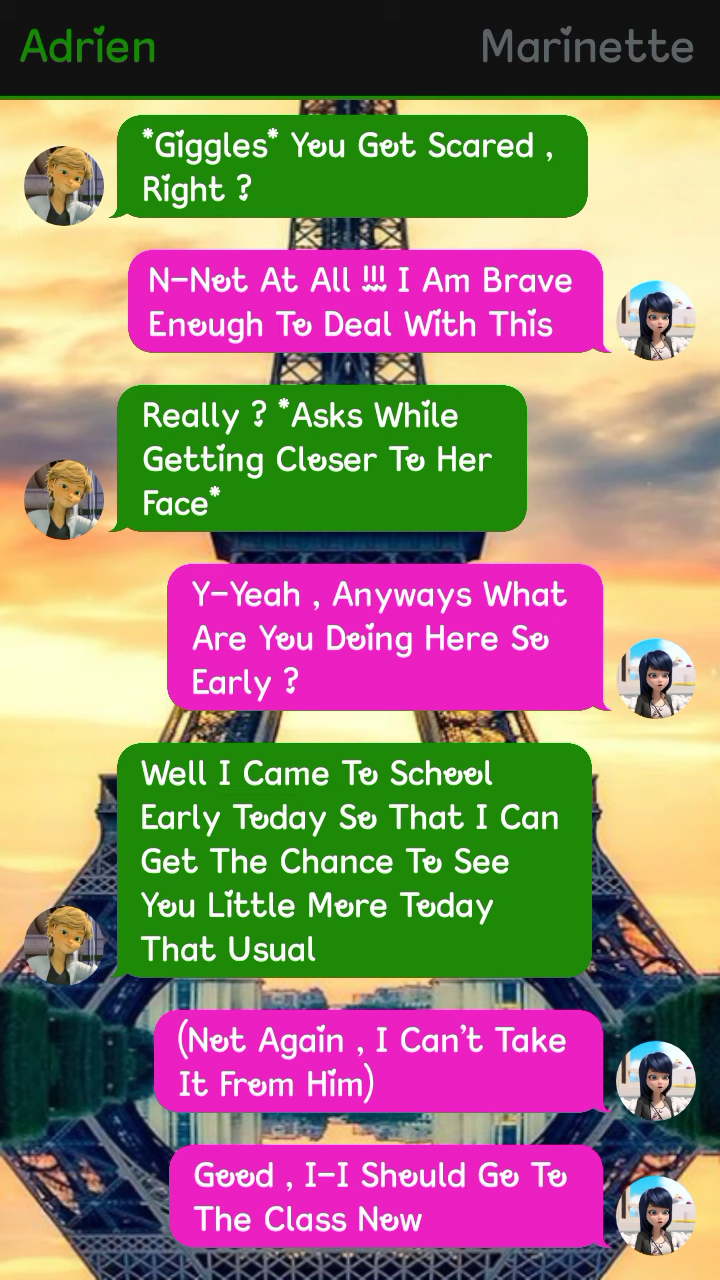 Adrien Marinette
*Giggles* You Got Scared ,
Right ?
N-Not At All !!! I Am Brave
Enough To Deal With This
Really ? *Asks While
Getting Closer To Her
Face*
Y-Yeah , Anyways What
Are You Doing Here So
Early ?
Well I Came To School
Early Today So That I Can
Get The Chance To See
You Little More Today
That Usual
(Not Again , I Can't Take
It From Him)
Good , I-I Should Go To
The Class Now